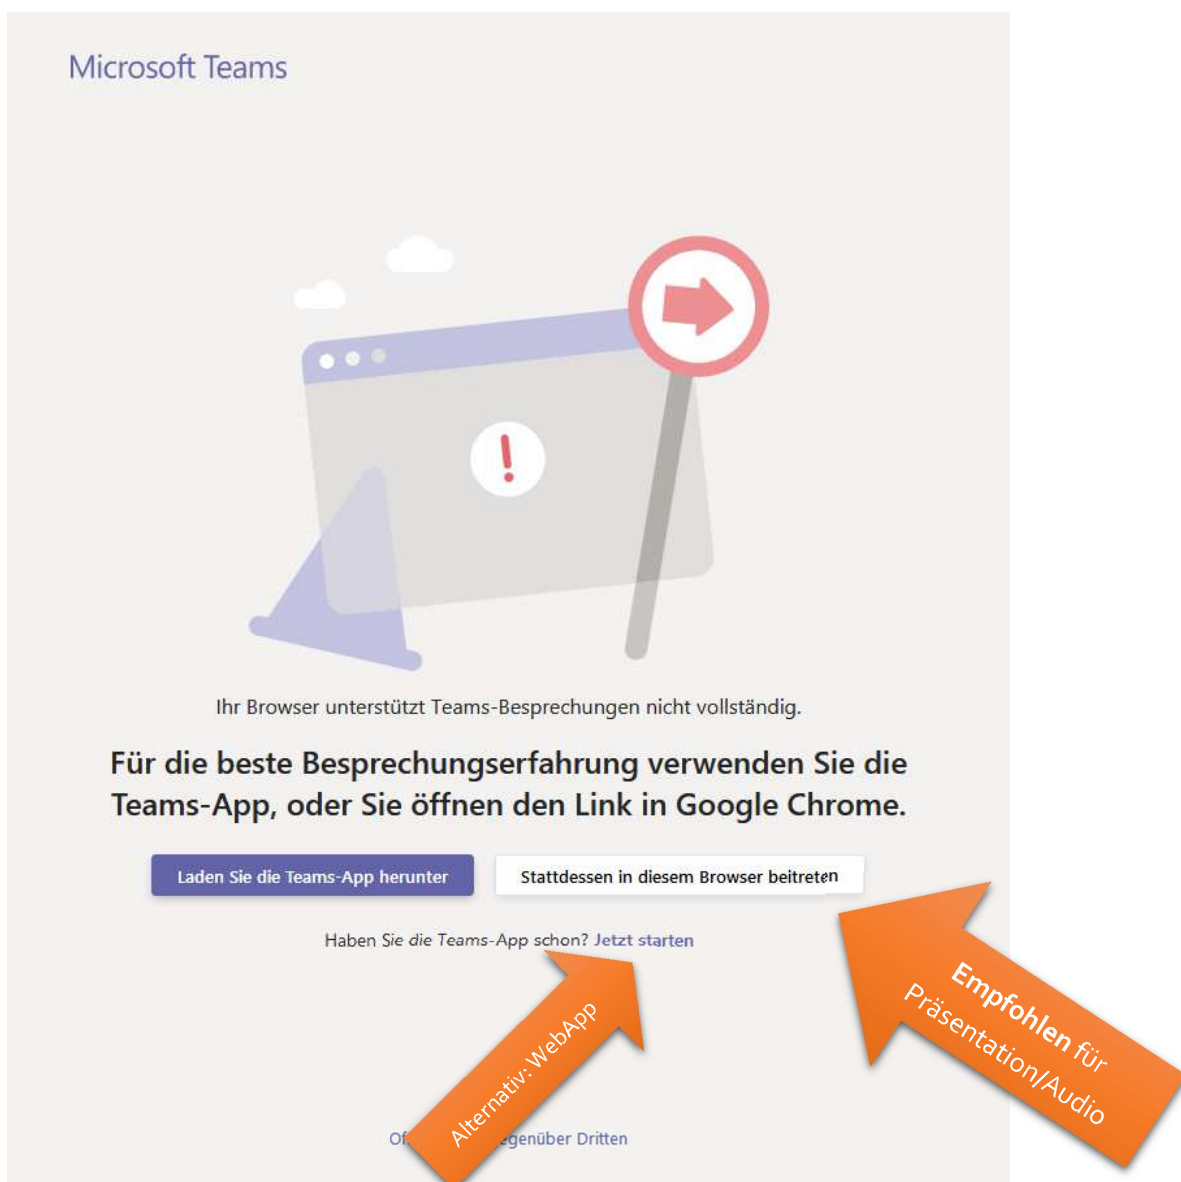 Microsoft Teams
Ihr Browser unterstützt Teams-Besprechungen nicht vollständig.
Für die beste Besprechungserfahrung verwenden Sie die
Teams-App, oder Sie öffnen den Link in Google Chrome.
Laden Sie die Teams-App herunter
Stattdessen in diesem Browser beitreten
Haben Sie die Teams-App schon? Jetzt starten
Empfohlen für
Präsentation/Audio
Alternativ: WebApp
Dritten